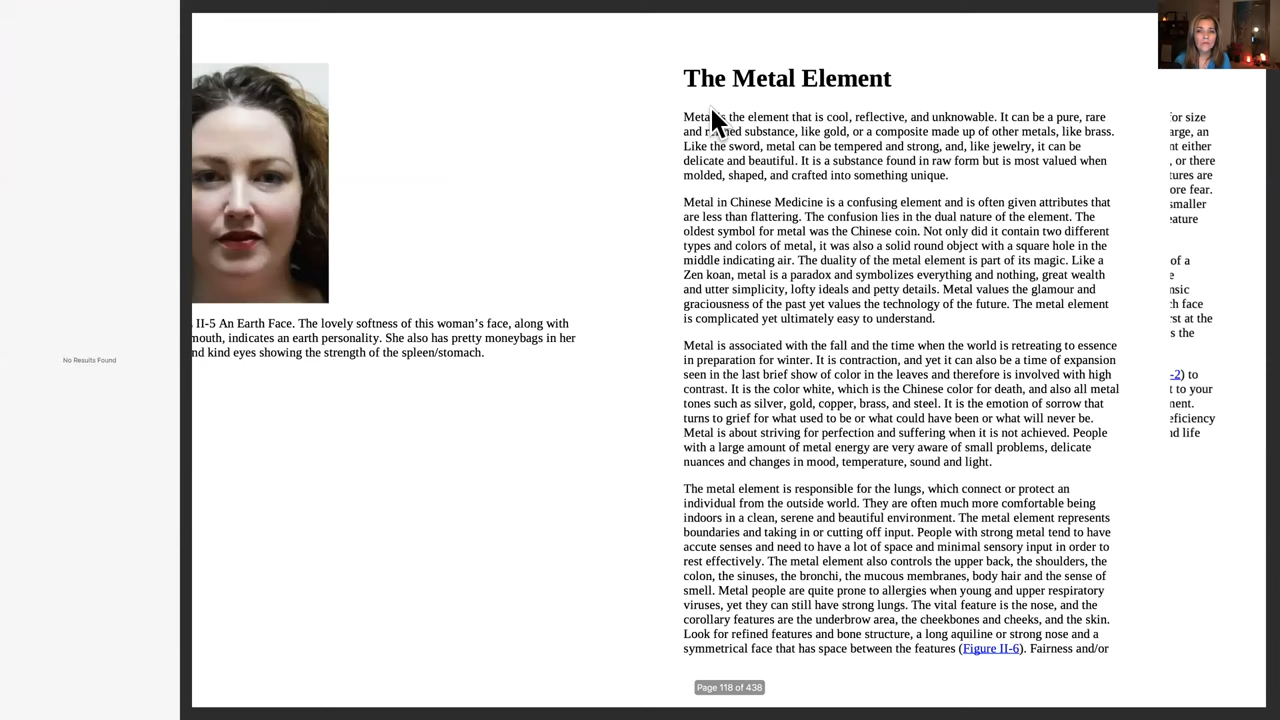 No Results Found
II-5 An Earth Face. The lovely softness of this woman’s face, along with
mouth, indicates an earth personality. She also has pretty moneybags in her
kind eyes showing the strength of the spleen/stomach.
The Metal Element
is the element that is cool, reflective, and unknowable. It can be a pure, rare
and substance, like gold, or a composite made up of other metals, like brass.
Like the sword, metal can be tempered and strong, and, like jewelry, it can be
delicate and beautiful. It is a substance found in raw form but is most valued when
molded, shaped, and crafted into something unique.
Metal in Chinese Medicine is a confusing element and is often given attributes that
are less than flattering. The confusion lies in the dual nature of the element. The
oldest symbol for metal was the Chinese coin. Not only did it contain two different
types and colors of metal, it was also a solid round object with a square hole in the
middle indicating air. The duality of the metal element is part of its magic. Like a
Zen koan, metal is a paradox and symbolizes everything and nothing, great wealth
and utter simplicity, lofty ideals and petty details. Metal values the glamour and
graciousness of the past yet values the technology of the future. The metal element
is complicated yet ultimately easy to understand.
Metal is associated with the fall and the time when the world is retreating to essence
in preparation for winter. It is contraction, and yet it can also be a time of expansion
seen in the last brief show of color in the leaves and therefore is involved with high
contrast. It is the color white, which is the Chinese color for death, and also all metal
tones such as silver, gold, copper, brass, and steel. It is the emotion of sorrow that
turns to grief for what used to be or what could have been or what will never be.
Metal is about striving for perfection and suffering when it is not achieved. People
with a large amount of metal energy are very aware of small problems, delicate
nuances and changes in mood, temperature, sound and light.
The metal element is responsible for the lungs, which connect or protect an
individual from the outside world. They are often much more comfortable being
indoors in a clean, serene and beautiful environment. The metal element represents
boundaries and taking in or cutting off input. People with strong metal tend to have
accute senses and need to have a lot of space and minimal sensory input in order to
rest effectively. The metal element also controls the upper back, the shoulders, the
colon, the sinuses, the bronchi, the mucous membranes, body hair and the sense of
smell. Metal people are quite prone to allergies when young and upper respiratory
viruses, yet they can still have strong lungs. The vital feature is the nose, and the
corollary features are the underbrow area, the cheekbones and cheeks, and the skin.
Look for refined features and bone structure, a long aquiline or strong nose and a
symmetrical face that has space between the features (Figure II-6). Fairness and/or
for size
an
either
, or there
are
fear.
smaller
of a
face
at the
the
-2) to
to your
and life
Page 118 of 438